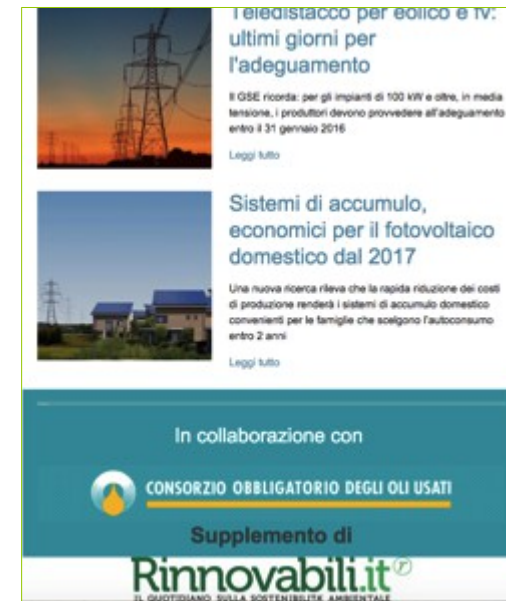 Teledistacco per eolico e fv:
ultimi giorni per
l'adeguamento
Il GSE ricorda: per gli impianti di 100 kW e oltre, in media
tensione, i produttori devono provvedere all'adeguamento
entro il 31 gennaio 2016
Leggi tutto
Sistemi di accumulo,
economici per il fotovoltaico
domestico dal 2017
Una nuova ricerca rileva che la rapida riduzione dei costi
di produzione renderà i sistemi di accumulo domestico
convenienti per le famiglie che scelgono l'autoconsumo
entro 2 anni
Leggi tutto
In collaborazione con
CONSORZIO OBBLIGATORIO DEGLI OLI USATI
Supplemento di
Rinnovabili.it r
IL QUOTIDIANO SULLA SOSTENIBILITÀ AMBIENTALE